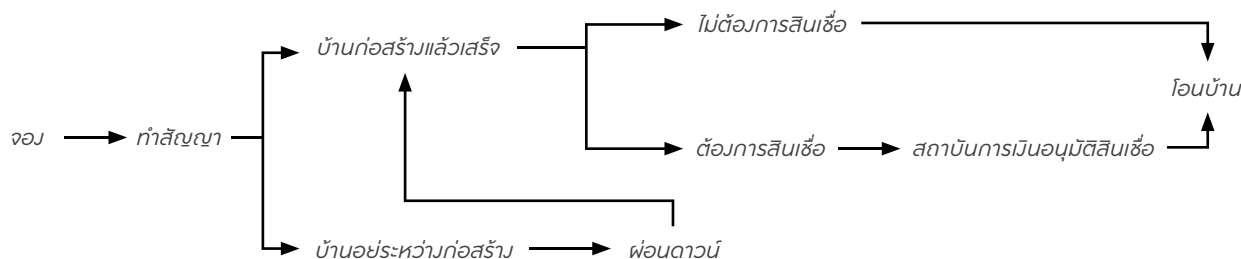 ไม่ต้องการสินเชื่อ
บ้านก่อสร้างแล้วเสร็จ
โอนบ้าน
จอง
ทำสัญญา
ต้องการสินเชื่อ
สถาบันการเงินอนุมัติสินเชื่อ
บ้านอยู่ระหว่างก่อสร้าง
ผ่อนดาวน์